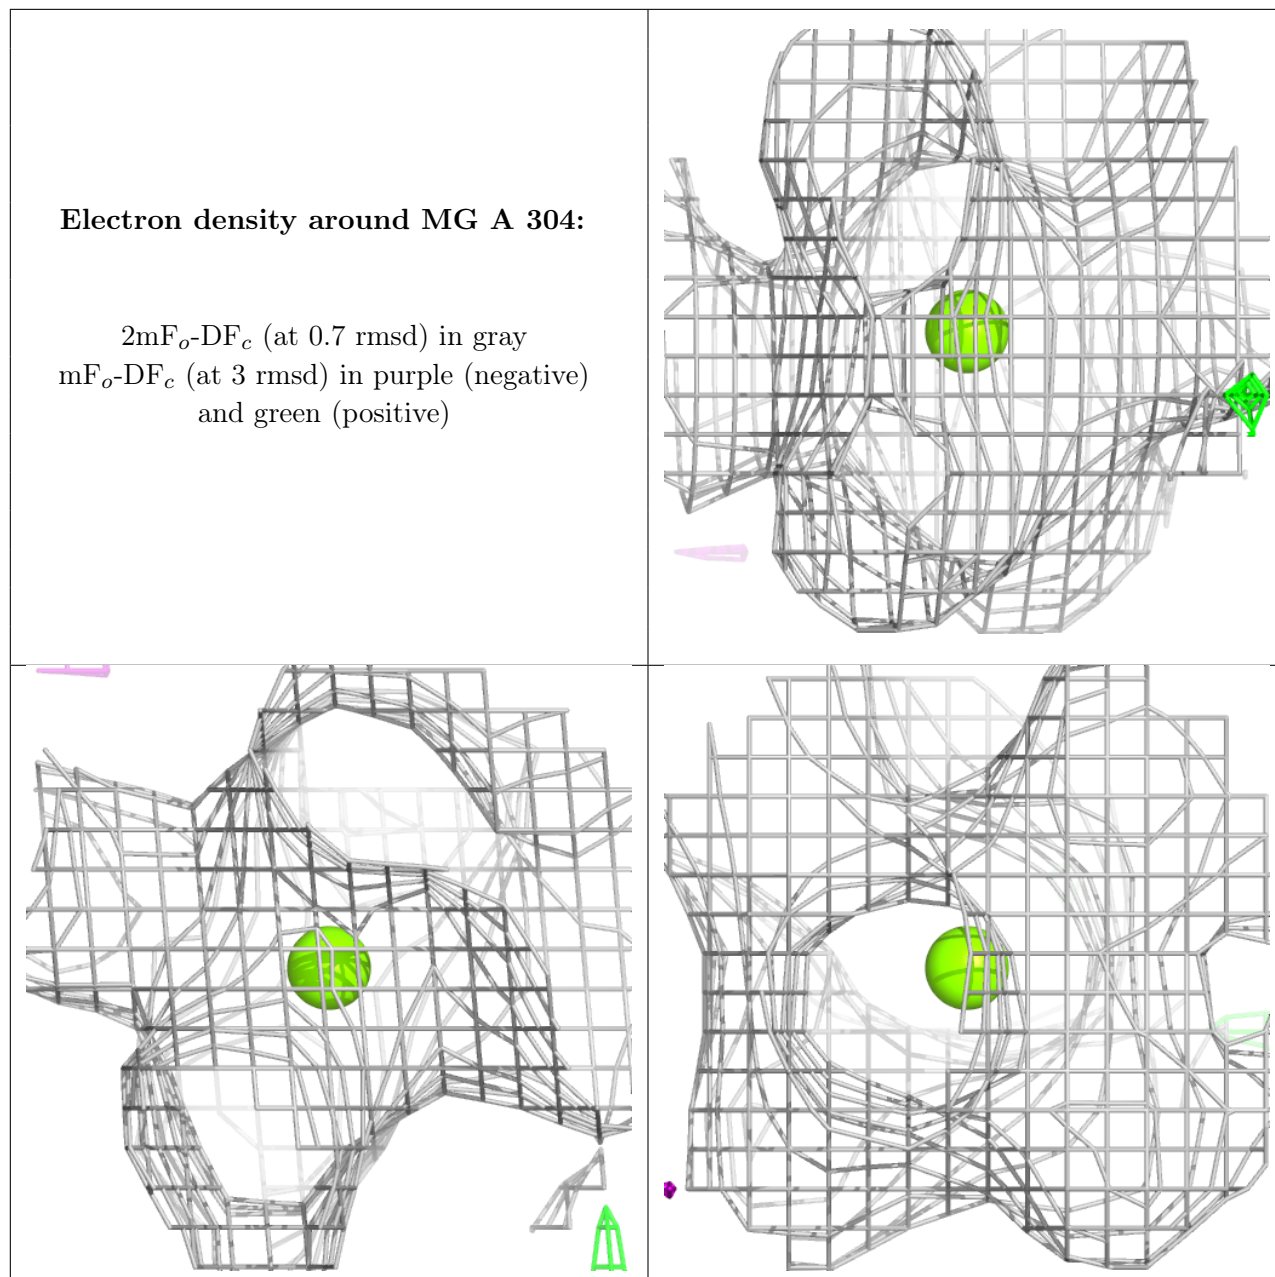 Electron density around MG A 304:
2mFₒ-DF𝒸 (at 0.7 rmsd) in gray
mFₒ-DF𝒸 (at 3 rmsd) in purple (negative)
and green (positive)